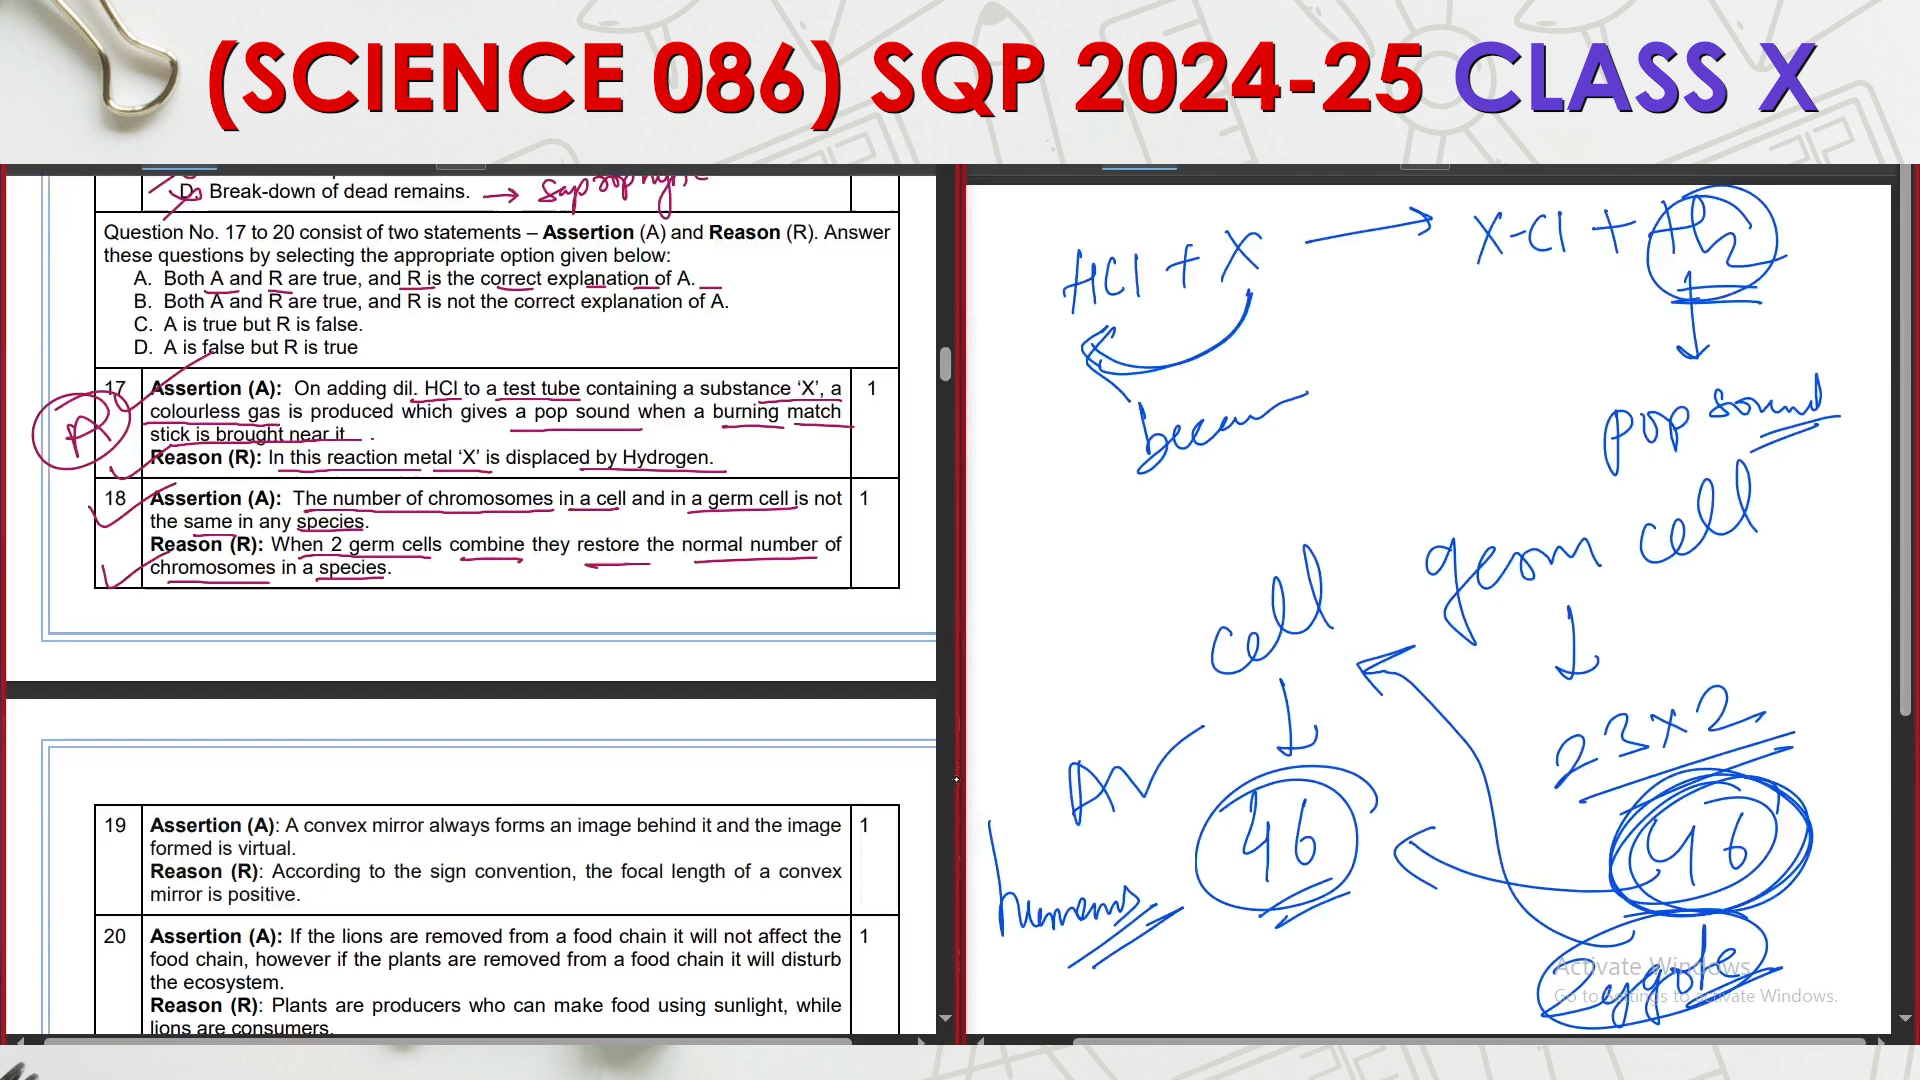 (SCIENCE 086) SQP 2024-25 CLASS X
D. Break-down of dead remains. → Saprophytic
Question No. 17 to 20 consist of two statements – Assertion (A) and Reason (R). Answer
these questions by selecting the appropriate option given below:
A. Both A and R are true, and R is the correct explanation of A.
B. Both A and R are true, and R is not the correct explanation of A.
C. A is true but R is false.
D. A is false but R is true
17 Assertion (A): On adding dil. HCl to a test tube containing a substance ‘X’, a 1
colourless gas is produced which gives a pop sound when a burning match
stick is brought near it .
Reason (R): In this reaction metal ‘X’ is displaced by Hydrogen.
A
18 Assertion (A): The number of chromosomes in a cell and in a germ cell is not 1
the same in any species.
Reason (R): When 2 germ cells combine they restore the normal number of
chromosomes in a species.
19 Assertion (A): A convex mirror always forms an image behind it and the image 1
formed is virtual.
Reason (R): According to the sign convention, the focal length of a convex
mirror is positive.
20 Assertion (A): If the lions are removed from a food chain it will not affect the 1
food chain, however if the plants are removed from a food chain it will disturb
the ecosystem.
Reason (R): Plants are producers who can make food using sunlight, while
lions are consumers.
HCl + X → X-Cl + H2
pop sound
cell
germ cell
23 x 2
46
46
humans
Zygote
Activate Windows
Go to Settings to activate Windows.